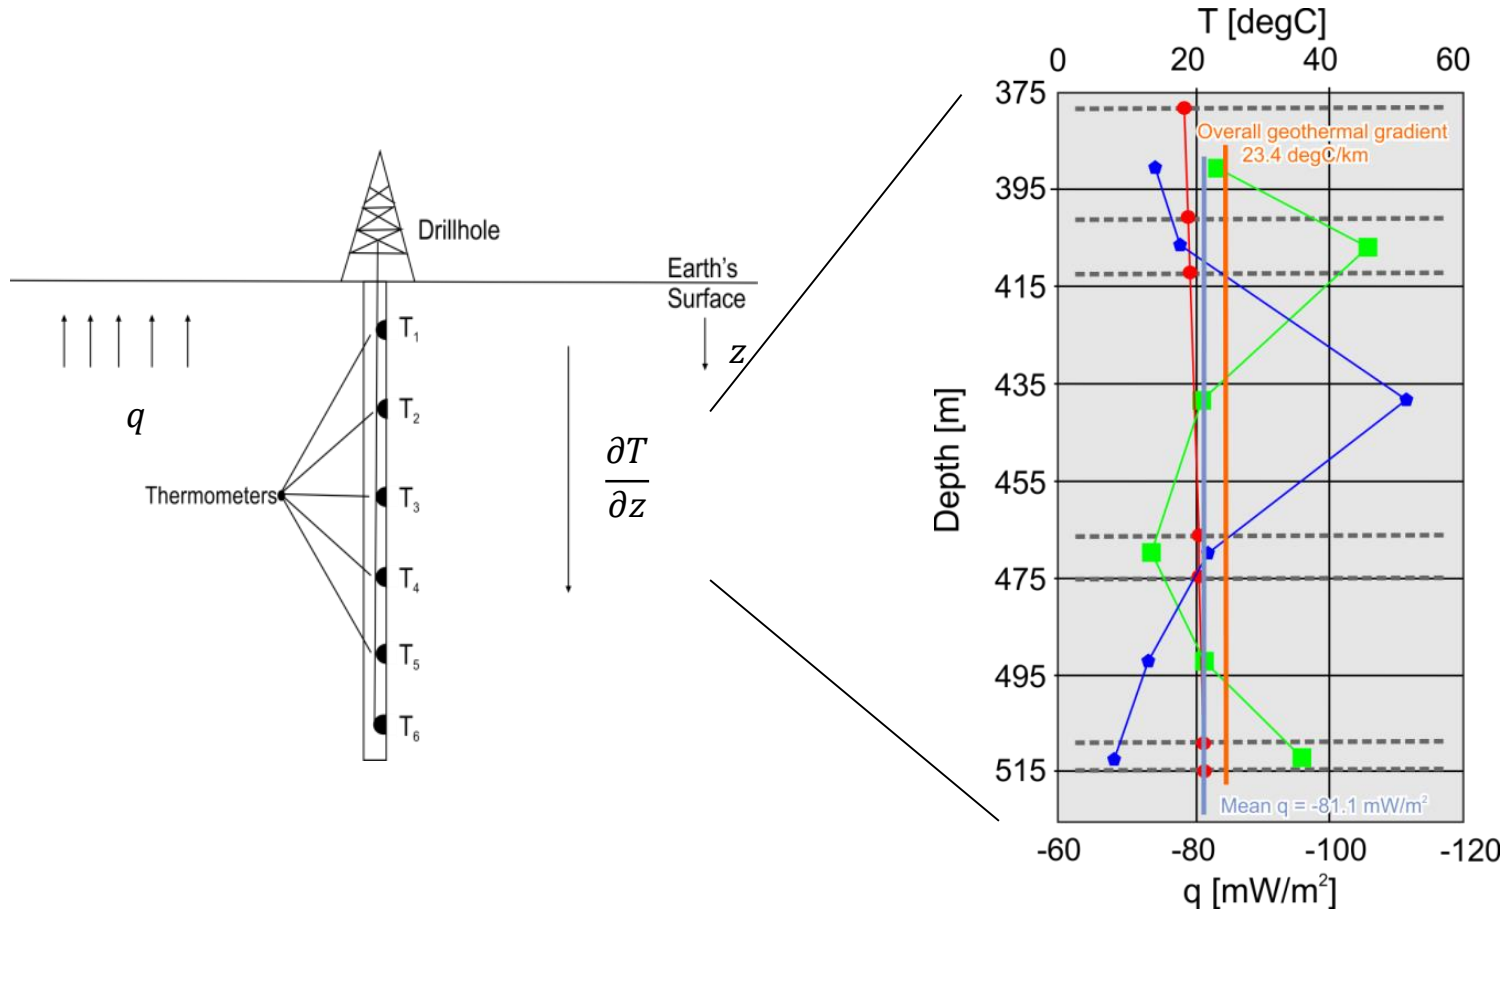 Drillhole
Earth's
Surface
z
q
Thermometers
T1
T2
T3
T4
T5
T6
∂T
∂z
T [degC]
0 20 40 60
375
395
415
435
455
475
495
515
Depth [m]
Overall geothermal gradient
23.4 degC/km
Mean q = -81.1 mW/m²
-60 -80 -100 -120
q [mW/m²]